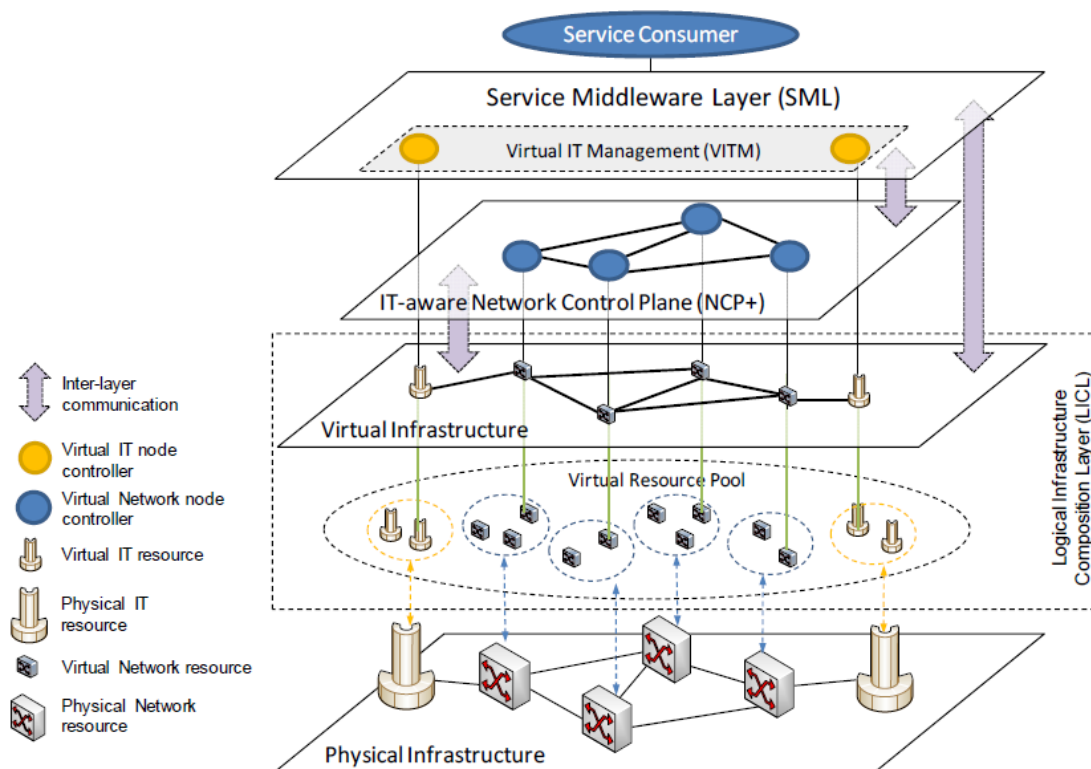 Service Consumer
Service Middleware Layer (SML)
Virtual IT Management (VITM)
IT-aware Network Control Plane (NCP+)
Virtual Infrastructure
Virtual Resource Pool
Logical Infrastructure
Composition Layer (LICL)
Physical Infrastructure
Inter-layer
communication
Virtual IT node
controller
Virtual Network node
controller
Virtual IT resource
Physical IT
resource
Virtual Network resource
Physical Network
resource